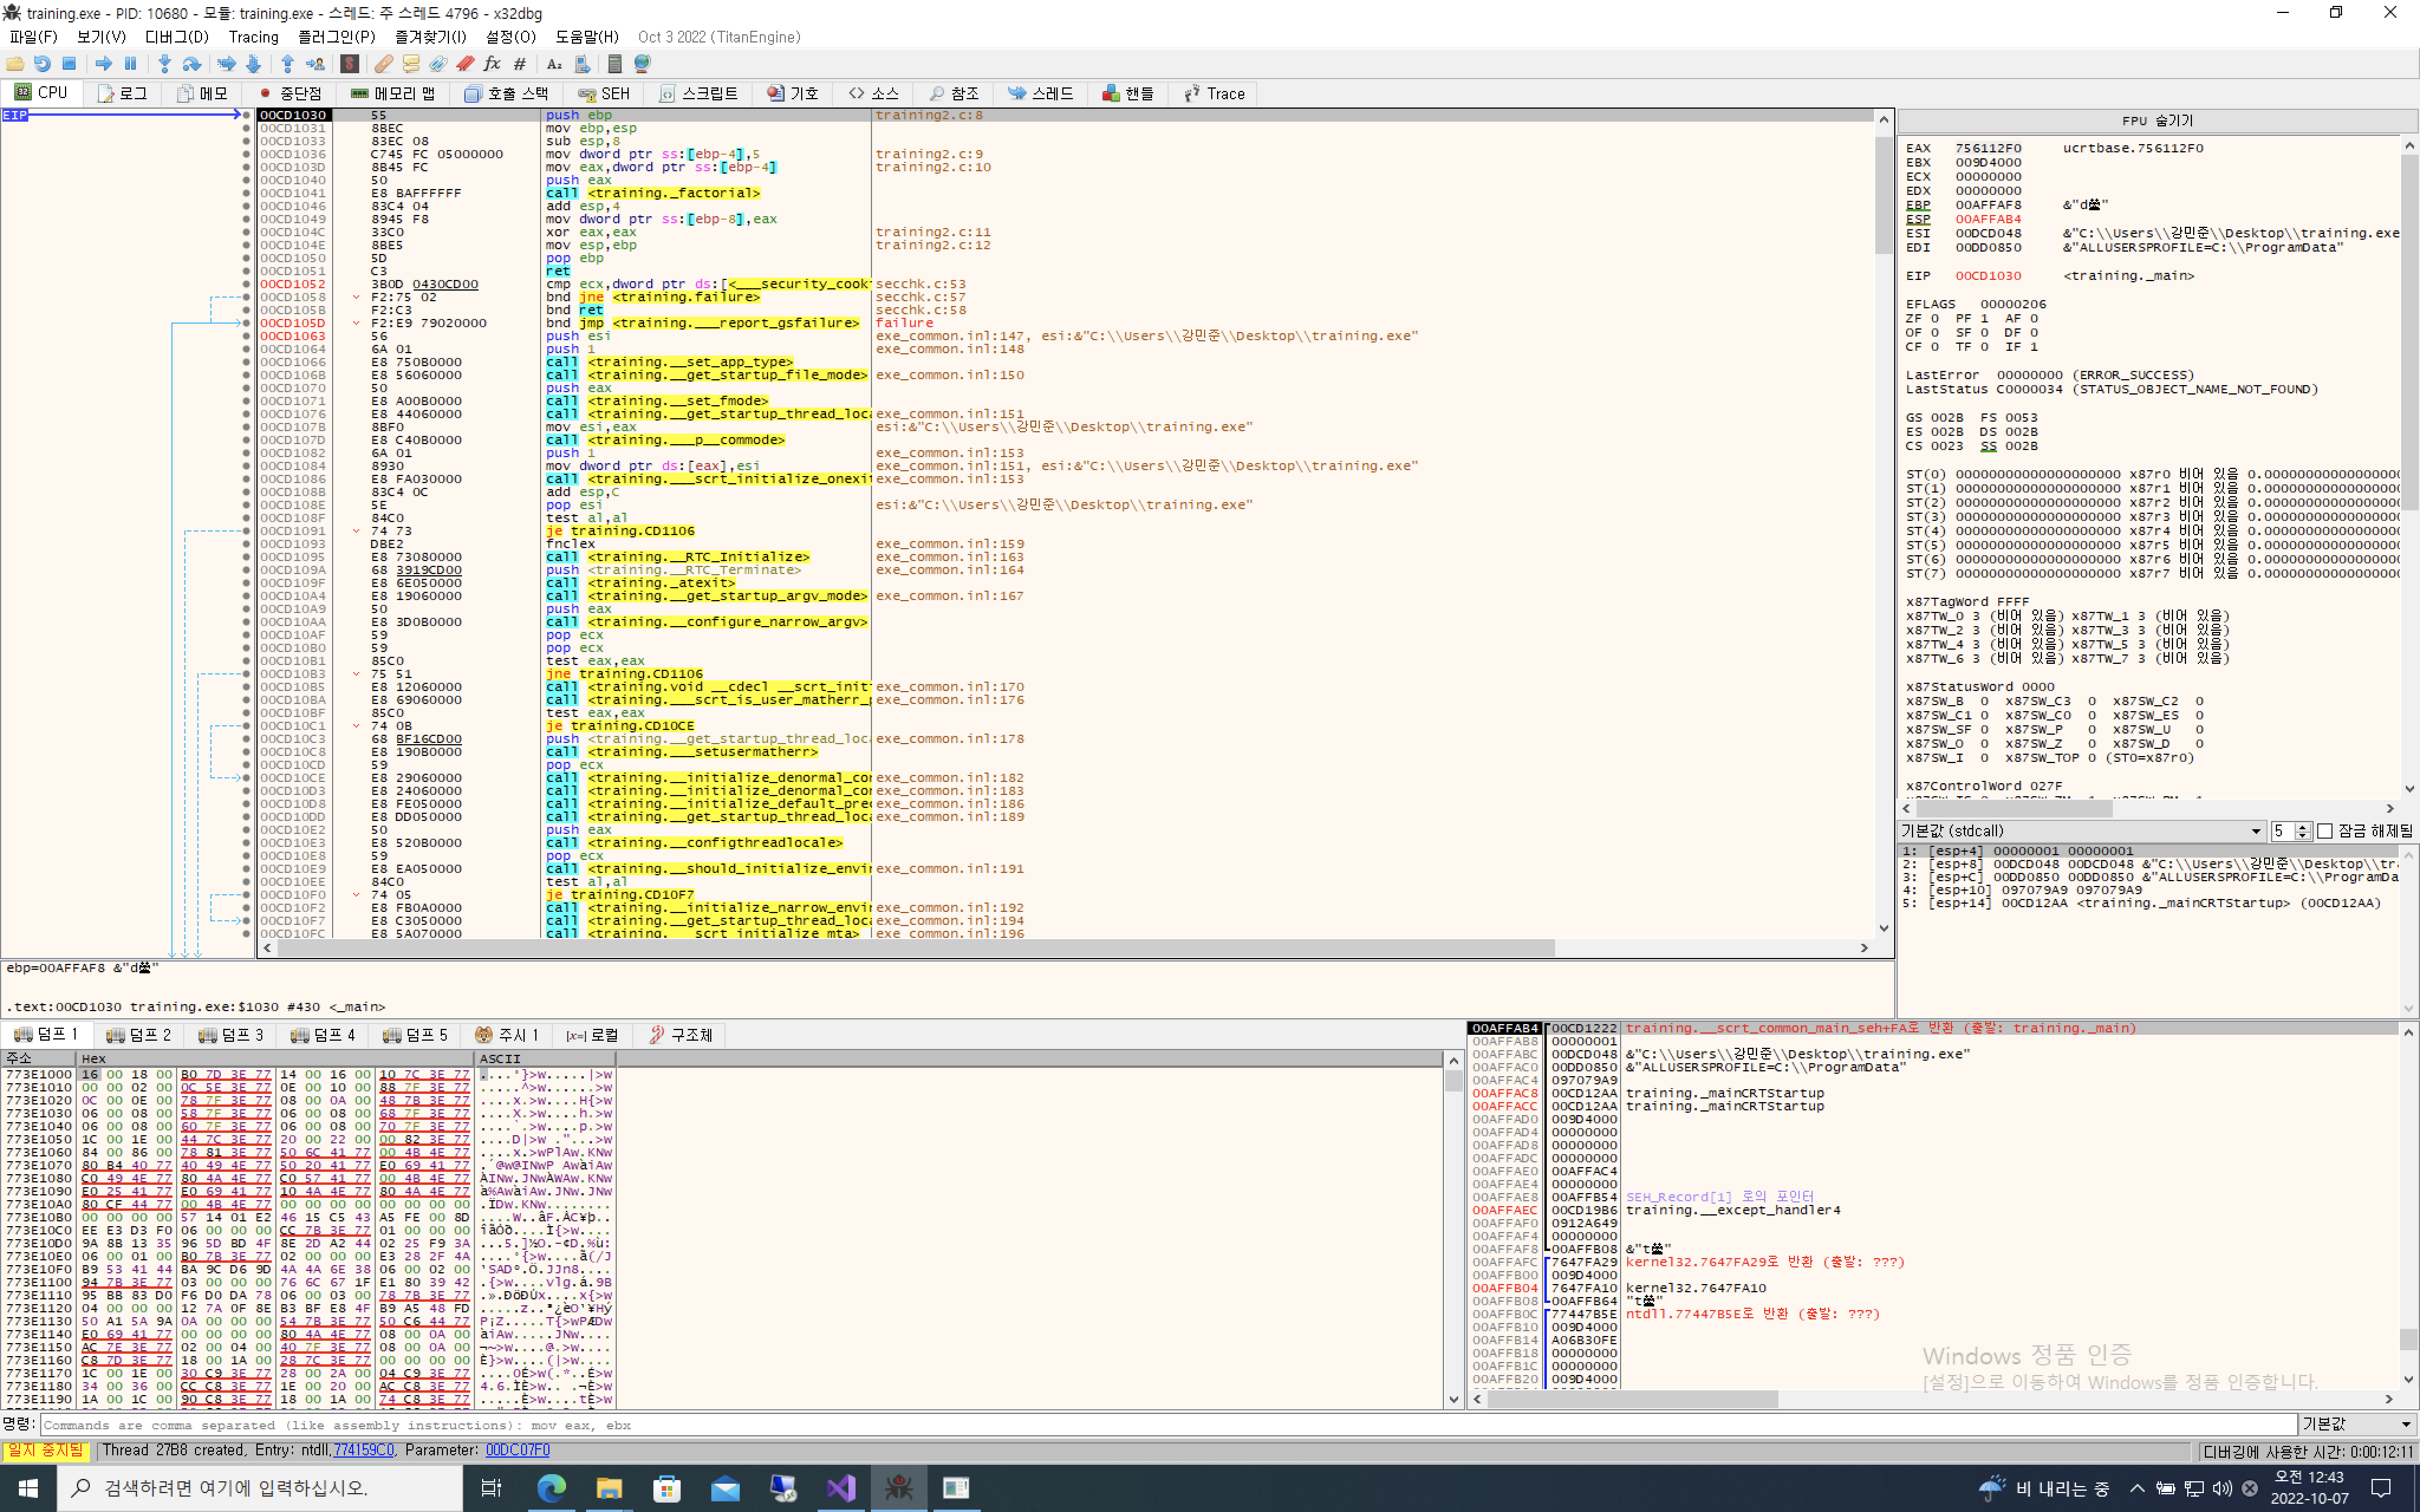 training.exe - PID: 10680 - 모듈: training.exe - 스레드: 주 스레드 4796 - x32dbg
파일(F) 보기(V) 디버그(D) Tracing 플러그인(P) 즐겨찾기(I) 설정(O) 도움말(H) Oct 3 2022 (TitanEngine)
CPU 로그 메모 중단점 메모리 맵 호출 스택 SEH 스크립트 기호 소스 참조 스레드 핸들 Trace
EIP 00CD1030 55 push ebp training2.c:8
00CD1031 8BEC mov ebp,esp
00CD1033 83EC 08 sub esp,8
00CD1036 C745 FC 05000000 mov dword ptr ss:[ebp-4],5 training2.c:9
00CD103D 8B45 FC mov eax,dword ptr ss:[ebp-4] training2.c:10
00CD1040 50 push eax
00CD1041 E8 BAFFFFFF call <training._factorial>
00CD1046 83C4 04 add esp,4
00CD1049 8945 F8 mov dword ptr ss:[ebp-8],eax
00CD104C 33C0 xor eax,eax training2.c:11
00CD104E 8BE5 mov esp,ebp training2.c:12
00CD1050 5D pop ebp
00CD1051 C3 ret
00CD1052 3B0D 0430CD00 cmp ecx,dword ptr ds:[<___security_cook secchk.c:53
00CD1058 F2:75 02 bnd jne <training.failure> secchk.c:57
00CD105B F2:C3 bnd ret secchk.c:58
00CD105D F2:E9 79020000 bnd jmp <training.___report_gsfailure> failure
00CD1063 56 push esi exe_common.inl:147, esi:&"C:\\Users\\강민준\\Desktop\\training.exe"
00CD1064 6A 01 push 1 exe_common.inl:148
00CD1066 E8 750B0000 call <training.__set_app_type>
00CD106B E8 56060000 call <training.__get_startup_file_mode> exe_common.inl:150
00CD1070 50 push eax
00CD1071 E8 A00B0000 call <training.__set_fmode>
00CD1076 E8 44060000 call <training.__get_startup_thread_loca exe_common.inl:151
00CD107B 8BF0 mov esi,eax esi:&"C:\\Users\\강민준\\Desktop\\training.exe"
00CD107D E8 C40B0000 call <training.___p__commode>
00CD1082 6A 01 push 1 exe_common.inl:153
00CD1084 8930 mov dword ptr ds:[eax],esi exe_common.inl:151, esi:&"C:\\Users\\강민준\\Desktop\\training.exe"
00CD1086 E8 FA030000 call <training.___scrt_initialize_onexit exe_common.inl:153
00CD108B 83C4 0C add esp,C
00CD108E 5E pop esi esi:&"C:\\Users\\강민준\\Desktop\\training.exe"
00CD108F 84C0 test al,al
00CD1091 74 73 je training.CD1106
00CD1093 DBE2 fnclex exe_common.inl:159
00CD1095 E8 73080000 call <training.__RTC_Initialize> exe_common.inl:163
00CD109A 68 3919CD00 push <training.__RTC_Terminate> exe_common.inl:164
00CD109F E8 6E050000 call <training._atexit>
00CD10A4 E8 19060000 call <training.__get_startup_argv_mode> exe_common.inl:167
00CD10A9 50 push eax
00CD10AA E8 3D0B0000 call <training.__configure_narrow_argv>
00CD10AF 59 pop ecx
00CD10B0 59 pop ecx
00CD10B1 85C0 test eax,eax
00CD10B3 75 51 jne training.CD1106
00CD10B5 E8 12060000 call <training.void __cdecl __scrt_init exe_common.inl:170
00CD10BA E8 69060000 call <training.___scrt_is_user_matherr_p exe_common.inl:176
00CD10BF 85C0 test eax,eax
00CD10C1 74 0B je training.CD10CE
00CD10C3 68 BF16CD00 push <training.__get_startup_thread_loca exe_common.inl:178
00CD10C8 E8 190B0000 call <training.___setusermatherr>
00CD10CD 59 pop ecx
00CD10CE E8 29060000 call <training.__initialize_denormal_cor exe_common.inl:182
00CD10D3 E8 24060000 call <training.__initialize_denormal_cor exe_common.inl:183
00CD10D8 E8 FE050000 call <training.__initialize_default_prec exe_common.inl:186
00CD10DD E8 DD050000 call <training.__get_startup_thread_loca exe_common.inl:189
00CD10E2 50 push eax
00CD10E3 E8 520B0000 call <training.__configthreadlocale>
00CD10E8 59 pop ecx
00CD10E9 E8 EA050000 call <training.__should_initialize_envir exe_common.inl:191
00CD10EE 84C0 test al,al
00CD10F0 74 05 je training.CD10F7
00CD10F2 E8 FB0A0000 call <training.__initialize_narrow_envir exe_common.inl:192
00CD10F7 E8 C3050000 call <training.__get_startup_thread_loca exe_common.inl:194
00CD10FC E8 5A070000 call <training.__scrt_initialize_mta> exe_common.inl:196
FPU 숨기기
EAX 756112F0 ucrtbase.756112F0
EBX 009D4000
ECX 00000000
EDX 00000000
EBP 00AFFAF8
ESP 00AFFAB4
ESI 00DCD048 &"C:\\Users\\강민준\\Desktop\\training.exe
EDI 00DD0850 &"ALLUSERSPROFILE=C:\\ProgramData"
EIP 00CD1030 <training._main>
EFLAGS 00000206
ZF 0 PF 1 AF 0
OF 0 SF 0 DF 0
CF 0 TF 0 IF 1
LastError 00000000 (ERROR_SUCCESS)
LastStatus C0000034 (STATUS_OBJECT_NAME_NOT_FOUND)
GS 002B FS 0053
ES 002B DS 002B
CS 0023 SS 002B
ST(0) 00000000000000000000 x87r0 비어 있음 0.0000000000000000
ST(1) 00000000000000000000 x87r1 비어 있음 0.0000000000000000
ST(2) 00000000000000000000 x87r2 비어 있음 0.0000000000000000
ST(3) 00000000000000000000 x87r3 비어 있음 0.0000000000000000
ST(4) 00000000000000000000 x87r4 비어 있음 0.0000000000000000
ST(5) 00000000000000000000 x87r5 비어 있음 0.0000000000000000
ST(6) 00000000000000000000 x87r6 비어 있음 0.0000000000000000
ST(7) 00000000000000000000 x87r7 비어 있음 0.0000000000000000
x87TagWord FFFF
x87TW_0 3 (비어 있음) x87TW_1 3 (비어 있음)
x87TW_2 3 (비어 있음) x87TW_3 3 (비어 있음)
x87TW_4 3 (비어 있음) x87TW_5 3 (비어 있음)
x87TW_6 3 (비어 있음) x87TW_7 3 (비어 있음)
x87StatusWord 0000
x87SW_B 0 x87SW_C3 0 x87SW_C2 0
x87SW_C1 0 x87SW_C0 0 x87SW_ES 0
x87SW_SF 0 x87SW_P 0 x87SW_U 0
x87SW_O 0 x87SW_Z 0 x87SW_D 0
x87SW_I 0 x87SW_TOP 0 (ST0=x87r0)
x87ControlWord 027F
기본값 (stdcall) 5 잠금 해제됨
1: [esp+4] 00000001 00000001
2: [esp+8] 00DCD048 00DCD048 &"C:\\Users\\강민준\\Desktop\\tr
3: [esp+C] 00DD0850 00DD0850 &"ALLUSERSPROFILE=C:\\ProgramDa
4: [esp+10] 097079A9 097079A9
5: [esp+14] 00CD12AA <training._mainCRTStartup> (00CD12AA)
ebp=00AFFAF8
.text:00CD1030 training.exe:$1030 #430 <_main>
덤프 1 덤프 2 덤프 3 덤프 4 덤프 5 주시 1 [x=] 로컬 구조체
주소 Hex ASCII
773E1000 16 00 18 00 B0 7D 3E 77 14 00 16 00 10 7C 3E 77
773E1010 00 00 02 00 0C 5E 3E 77 0E 00 10 00 88 7F 3E 77
773E1020 0C 00 0E 00 78 7F 3E 77 08 00 0A 00 48 7B 3E 77
773E1030 06 00 08 00 58 7F 3E 77 06 00 08 00 68 7F 3E 77
773E1040 06 00 08 00 60 7F 3E 77 06 00 08 00 70 7F 3E 77
773E1050 1C 00 1E 00 44 7C 3E 77 20 00 22 00 00 82 3E 77
773E1060 84 00 86 00 78 81 3E 77 50 6C 41 77 00 4B 4E 77
773E1070 80 B4 40 77 40 49 4E 77 50 20 41 77 E0 69 41 77
773E1080 C0 49 4E 77 80 4A 4E 77 C0 57 41 77 00 4B 4E 77
773E1090 E0 25 41 77 E0 69 41 77 10 4A 4E 77 80 4A 4E 77
773E10A0 80 CF 44 77 00 4B 4E 77 00 00 00 00 00 00 00 00
773E10B0 00 00 00 00 57 14 01 E2 46 15 C5 43 A5 FE 00 8D
773E10C0 EE E3 D3 F0 06 00 00 00 CC 7B 3E 77 01 00 00 00
773E10D0 9A 8B 13 35 96 5D BD 4F 8E 2D A2 44 02 25 F9 3A
773E10E0 06 00 01 00 B0 7B 3E 77 02 00 00 00 E3 28 2F 4A
773E10F0 B9 53 41 44 BA 9C D6 9D 4A 4A 6E 38 06 00 02 00
773E1100 94 7B 3E 77 03 00 00 00 76 6C 67 1F E1 80 39 42
773E1110 95 BB 83 D0 F6 D0 DA 78 06 00 03 00 78 7B 3E 77
773E1120 04 00 00 00 12 7A 0F 8E B3 BF E8 4F B9 A5 48 FD
773E1130 50 A1 5A 9A 0A 00 00 00 54 7B 3E 77 50 C6 44 77
773E1140 E0 69 41 77 00 00 00 00 80 4A 4E 77 08 00 0A 00
773E1150 AC 7E 3E 77 02 00 04 00 40 7F 3E 77 08 00 0A 00
773E1160 C8 7D 3E 77 18 00 1A 00 28 7C 3E 77 00 00 00 00
773E1170 1C 00 1E 00 30 C9 3E 77 28 00 2A 00 04 C9 3E 77
773E1180 34 00 36 00 CC C8 3E 77 1E 00 20 00 AC C8 3E 77
773E1190 1A 00 1C 00 90 C8 3E 77 18 00 1A 00 74 C8 3E 77
00AFFAB4 00CD1222 training.__scrt_common_main_seh+FA로 반환 (출발: training._main)
00AFFAB8 00000001
00AFFABC 00DCD048 &"C:\\Users\\강민준\\Desktop\\training.exe"
00AFFAC0 00DD0850 &"ALLUSERSPROFILE=C:\\ProgramData"
00AFFAC4 097079A9
00AFFAC8 00CD12AA training._mainCRTStartup
00AFFACC 00CD12AA training._mainCRTStartup
00AFFAD0 009D4000
00AFFAD4 00000000
00AFFAD8 00000000
00AFFADC 00000000
00AFFAE0 00AFFAC4
00AFFAE4 00000000
00AFFAE8 00AFFB54 SEH_Record[1] 로의 포인터
00AFFAEC 00CD19B6 training.__except_handler4
00AFFAF0 0912A649
00AFFAF4 00000000
00AFFAF8 00AFFB08
00AFFAFC 7647FA29 kernel32.7647FA29로 반환 (출발: ???)
00AFFB00 009D4000
00AFFB04 7647FA10 kernel32.7647FA10
00AFFB08 00AFFB64
00AFFB0C 77447B5E ntdll.77447B5E로 반환 (출발: ???)
00AFFB10 009D4000
00AFFB14 A06B30FE
00AFFB18 00000000
00AFFB1C 00000000
00AFFB20 009D4000
Windows 정품 인증
[설정]으로 이동하여 Windows를 정품 인증합니다.
명령: Commands are comma separated (like assembly instructions): mov eax, ebx 기본값
일시 중지됨 Thread 27B8 created, Entry: ntdll.774159C0, Parameter: 00DC07F0 디버깅에 사용한 시간: 0:00:12:11
검색하려면 여기에 입력하십시오.
비 내리는 중 오전 12:43
2022-10-07